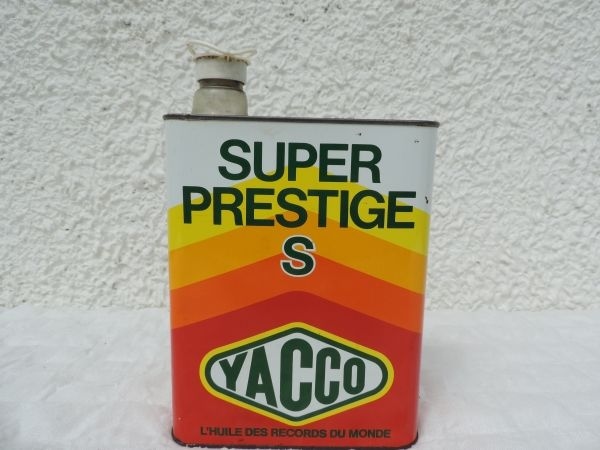 SUPER
PRESTIGE
S
YACCO
L'HUILE DES RECORDS DU MONDE